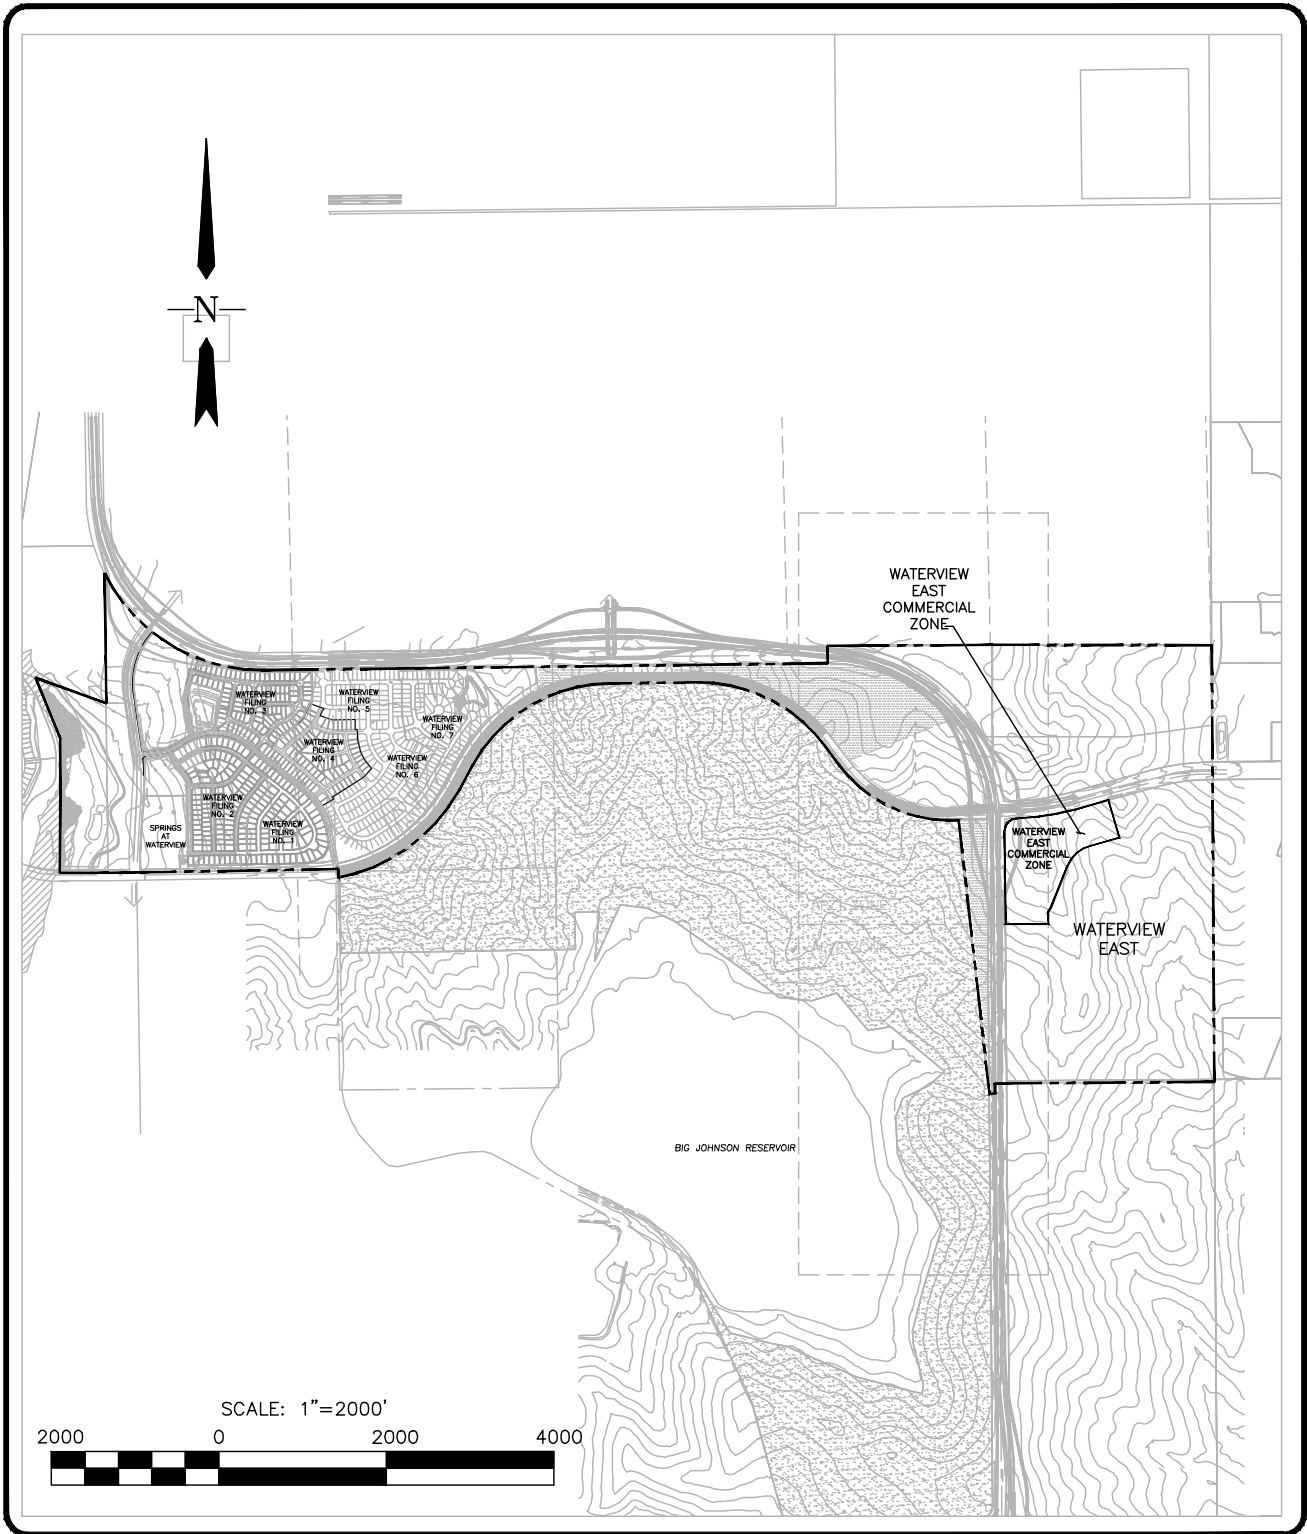 N
WATERVIEW
EAST
COMMERCIAL
ZONE
WATERVIEW
FILING
NO. 3
WATERVIEW
FILING
NO. 5
WATERVIEW
FILING
NO. 7
WATERVIEW
FILING
NO. 4
WATERVIEW
FILING
NO. 6
WATERVIEW
FILING
NO. 2
WATERVIEW
FILING
NO. 1
SPRINGS
AT
WATERVIEW
WATERVIEW
EAST
COMMERCIAL
ZONE
WATERVIEW
EAST
BIG JOHNSON RESERVOIR
SCALE: 1"=2000'
2000 0 2000 4000